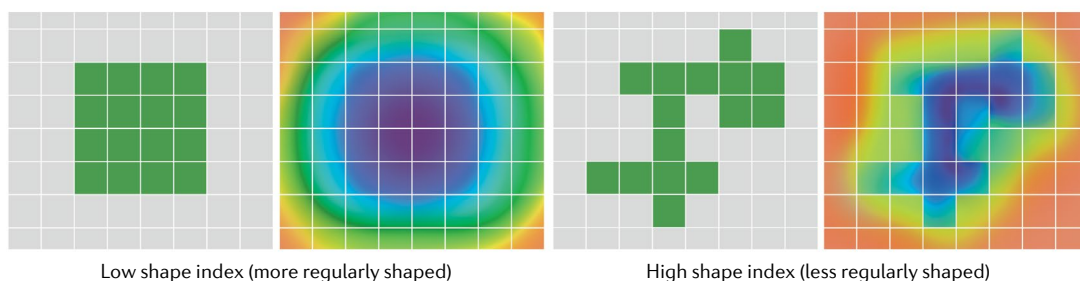 Low shape index (more regularly shaped)
High shape index (less regularly shaped)